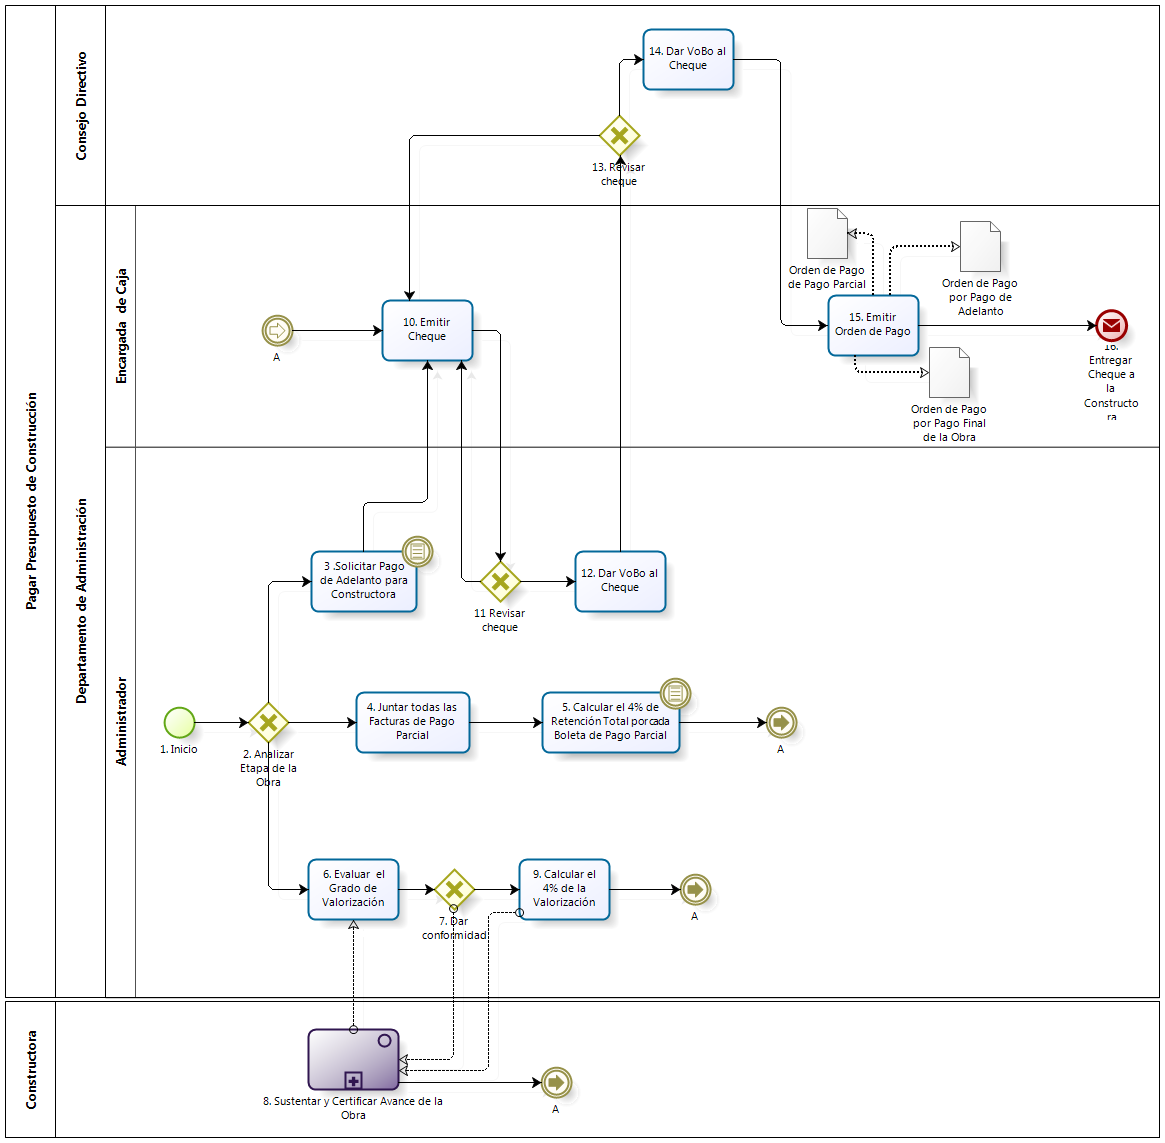 Pagar Presupuesto de Construcción
Consejo Directivo
14. Dar VoBo al
Cheque
13. Revisar
cheque
Departamento de Administración
Encargada de Caja
A
10. Emitir
Cheque
Orden de Pago
de Pago Parcial
Orden de Pago
por Pago de
Adelanto
15. Emitir
Orden de Pago
Orden de Pago
por Pago Final
de la Obra
16.
Entregar
Cheque a
la
Constructo
ra
Administrador
3 .Solicitar Pago
de Adelanto para
Constructora
11 Revisar
cheque
12. Dar VoBo al
Cheque
1. Inicio
2. Analizar
Etapa de la
Obra
4. Juntar todas las
Facturas de Pago
Parcial
5. Calcular el 4% de
Retención Total porcada
Boleta de Pago Parcial
A
6. Evaluar el
Grado de
Valorización
7. Dar
conformidad
9. Calcular el
4% de la
Valorización
A
Constructora
8. Sustentar y Certificar Avance de la
Obra
A